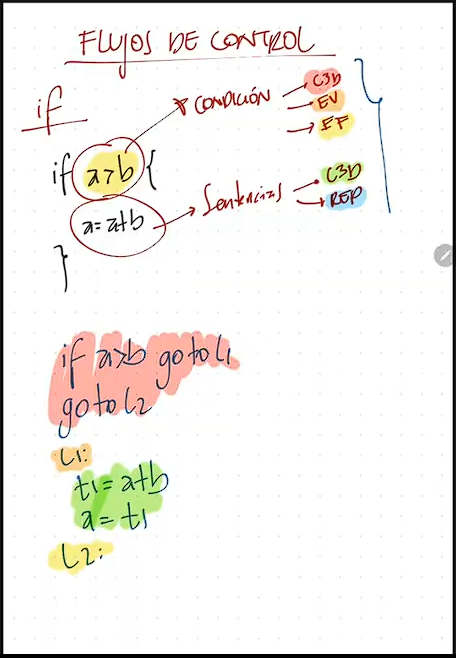 FLUJOS DE CONTROL
if
CONDICIÓN
C3D
EV
EF
if a>b {
a=a+b
}
Sentencias
C3D
REF
if a>b goto L1
goto L2
L1:
t1=a+b
a=t1
L2: